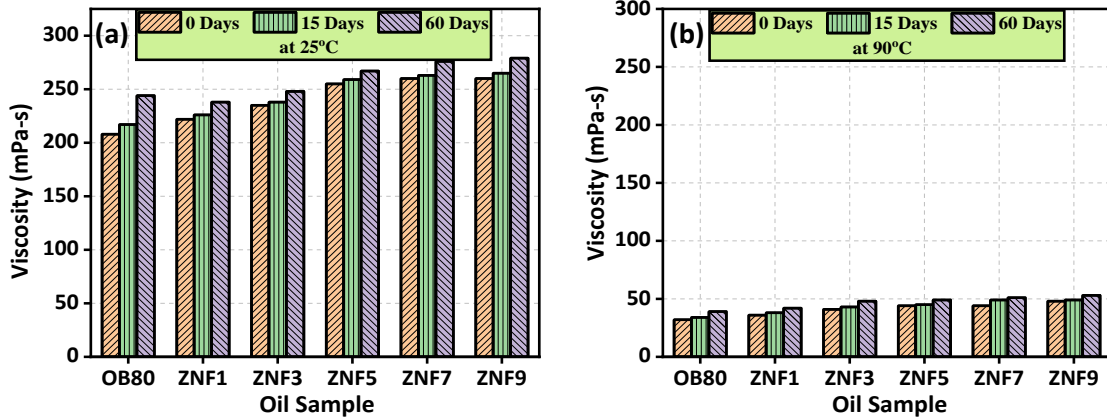 (a)
0 Days 15 Days 60 Days
at 25°C
Viscosity (mPa-s)
300
250
200
150
100
50
0
OB80 ZNF1 ZNF3 ZNF5 ZNF7 ZNF9
Oil Sample
(b)
0 Days 15 Days 60 Days
at 90°C
Viscosity (mPa-s)
300
250
200
150
100
50
0
OB80 ZNF1 ZNF3 ZNF5 ZNF7 ZNF9
Oil Sample